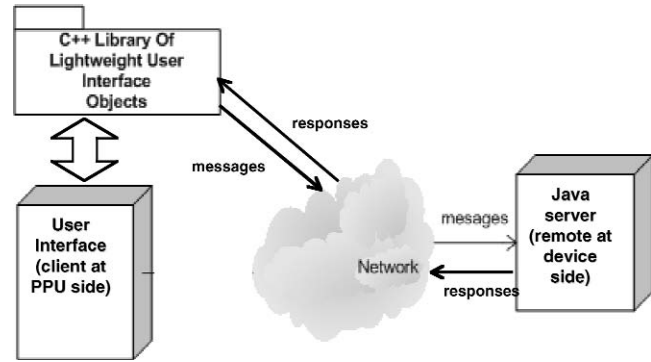 C++ Library Of
Lightweight User
Interface
Objects
responses
messages
User
Interface
(client at
PPU side)
Network
mesages
responses
Java
server
(remote at
device
side)